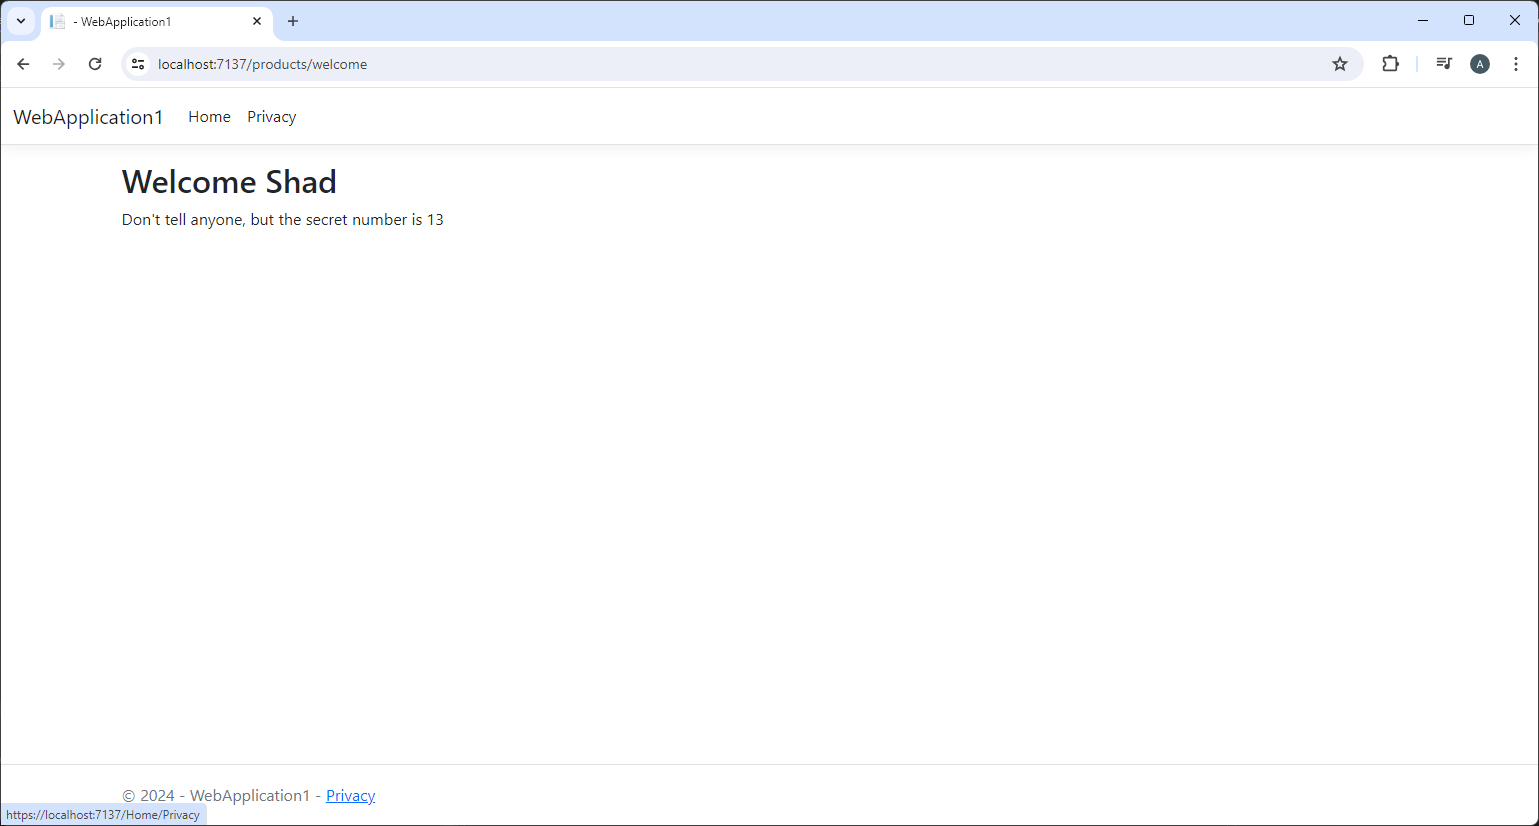 - WebApplication1
localhost:7137/products/welcome
A
WebApplication1 Home Privacy
Welcome Shad
Don't tell anyone, but the secret number is 13
© 2024 - WebApplication1 - Privacy
https://localhost:7137/Home/Privacy